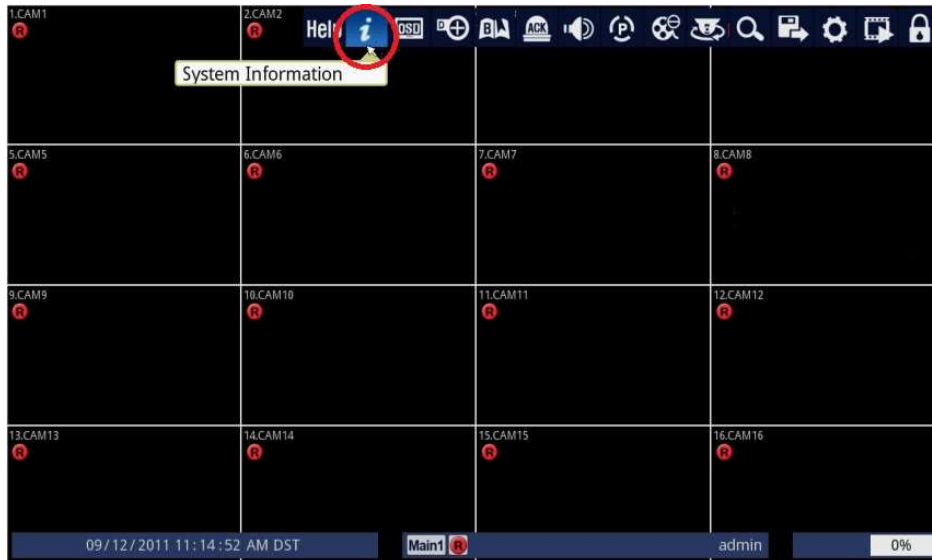 1.CAM1
2.CAM2
Help i OSD D B ACK P
System Information
R R
5.CAM5 6.CAM6 7.CAM7 8.CAM8
R R R R
9.CAM9 10.CAM10 11.CAM11 12.CAM12
R R R R
13.CAM13 14.CAM14 15.CAM15 16.CAM16
R R R R
09/12/2011 11:14:52 AM DST Main1 R admin 0%